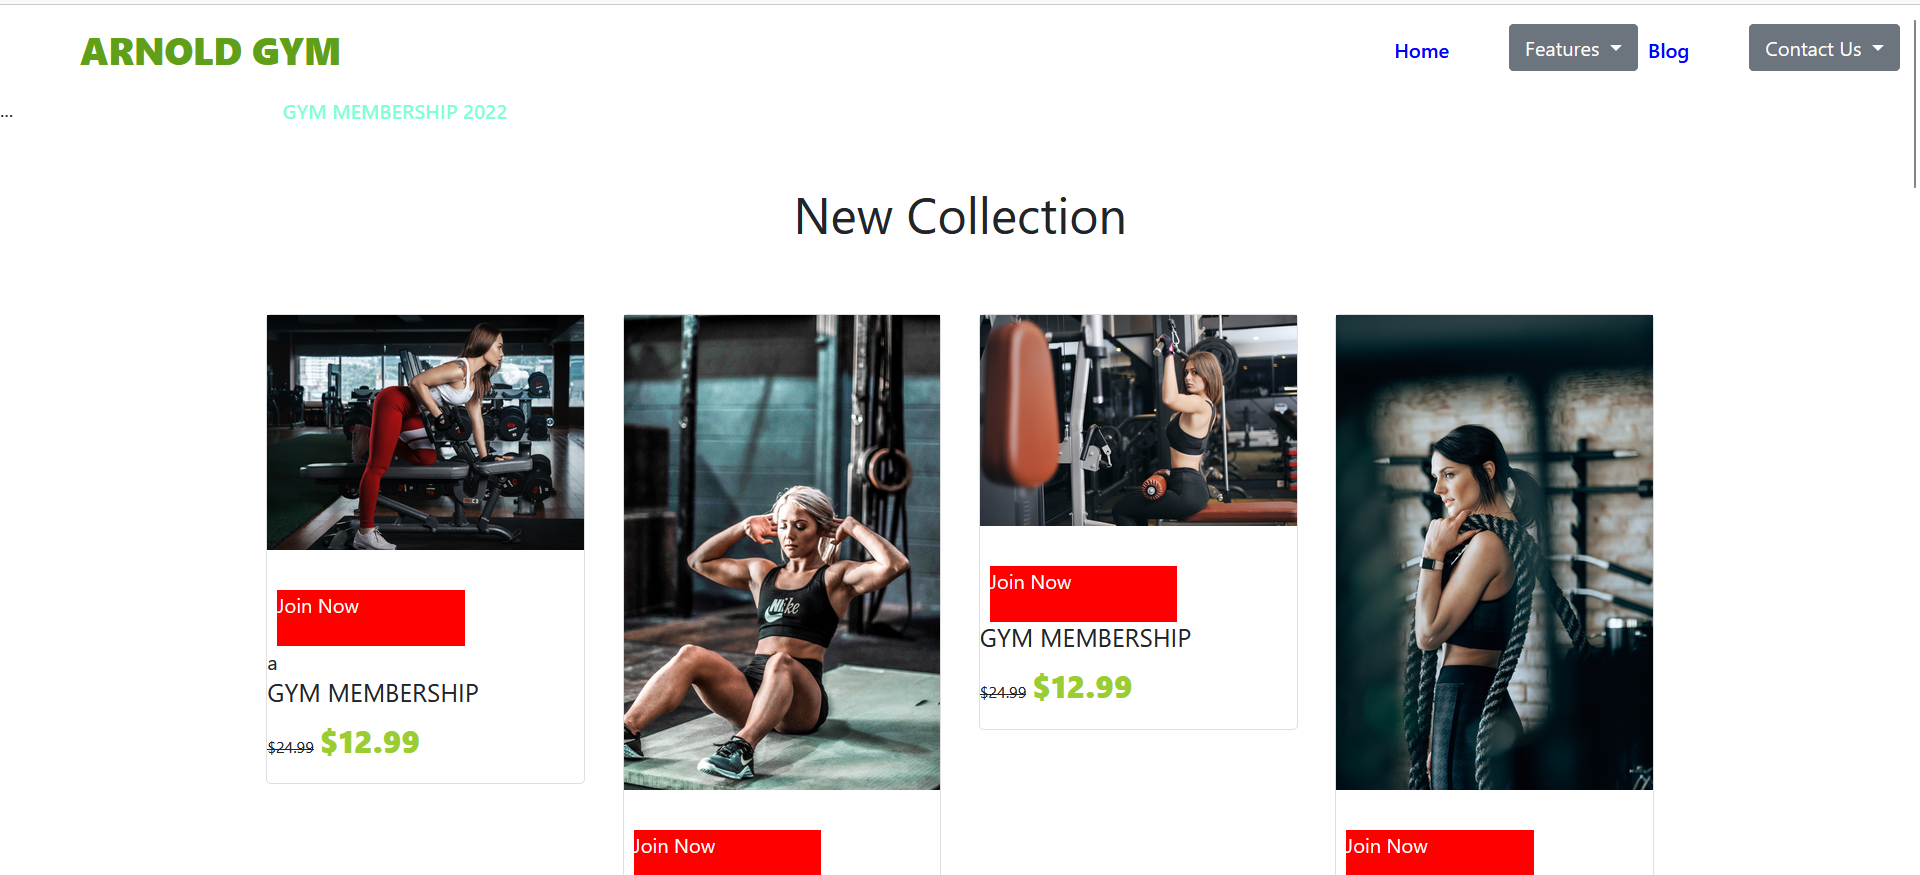 ARNOLD GYM
Home Features Blog Contact Us
...
GYM MEMBERSHIP 2022
New Collection
Join Now
a
GYM MEMBERSHIP
$24.99 $12.99
Join Now
Join Now
GYM MEMBERSHIP
$24.99 $12.99
Join Now